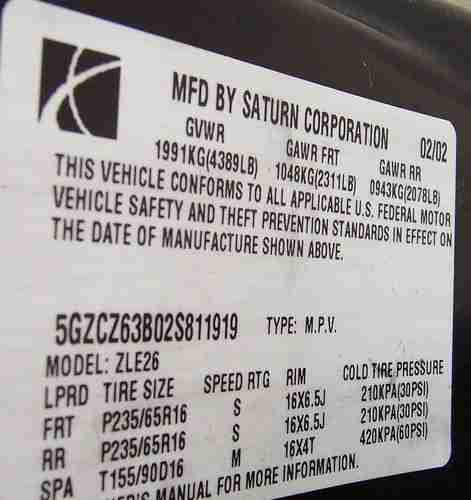 MFD BY SATURN CORPORATION 02/02
GVWR GAWR FRT GAWR RR
1991KG(4389LB) 1048KG(2311LB) 0943KG(2078LB)
THIS VEHICLE CONFORMS TO ALL APPLICABLE U.S. FEDERAL MOTOR
VEHICLE SAFETY AND THEFT PREVENTION STANDARDS IN EFFECT ON
THE DATE OF MANUFACTURE SHOWN ABOVE.
5GZCZ63B02S811919 TYPE: M.P.V.
MODEL: ZLE26
LPRD TIRE SIZE SPEED RTG RIM COLD TIRE PRESSURE
FRT P235/65R16 S 16X6.5J 210KPA(30PSI)
RR P235/65R16 S 16X6.5J 210KPA(30PSI)
SPA T155/90D16 M 16X4T 420KPA(60PSI)
MANUAL FOR MORE INFORMATION.